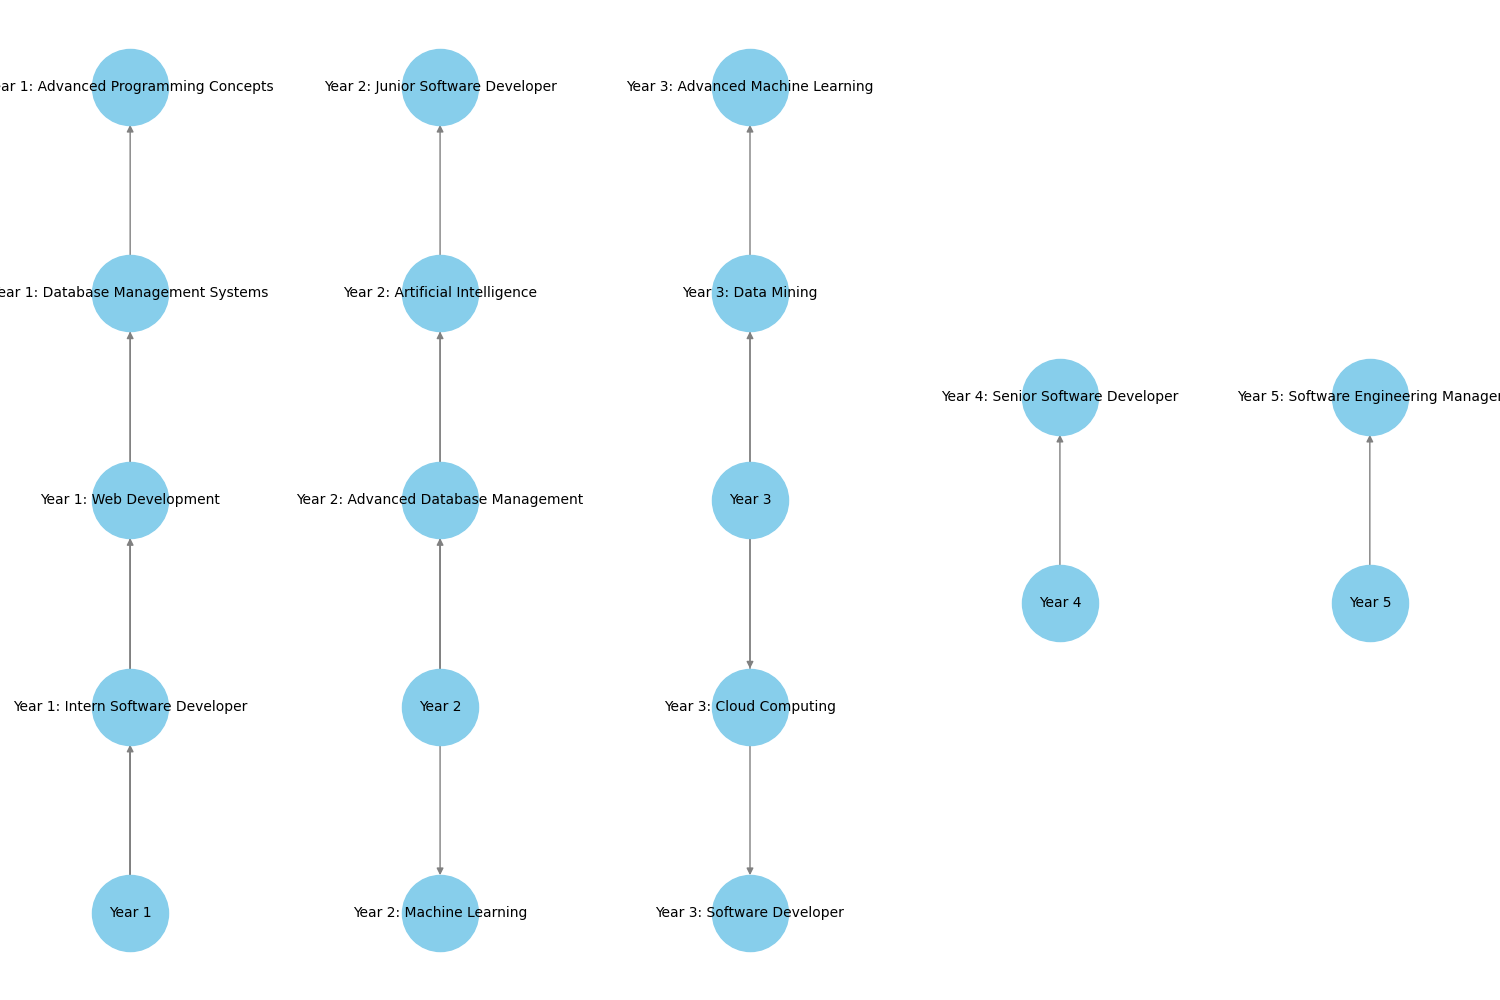 ar 1: Advanced Programming Concepts
Year 2: Junior Software Developer
Year 3: Advanced Machine Learning
ear 1: Database Management Systems
Year 2: Artificial Intelligence
Year 3: Data Mining
Year 4: Senior Software Developer
Year 5: Software Engineering Manager
Year 1: Web Development
Year 2: Advanced Database Management
Year 3
Year 4
Year 5
Year 1: Intern Software Developer
Year 2
Year 3: Cloud Computing
Year 1
Year 2: Machine Learning
Year 3: Software Developer